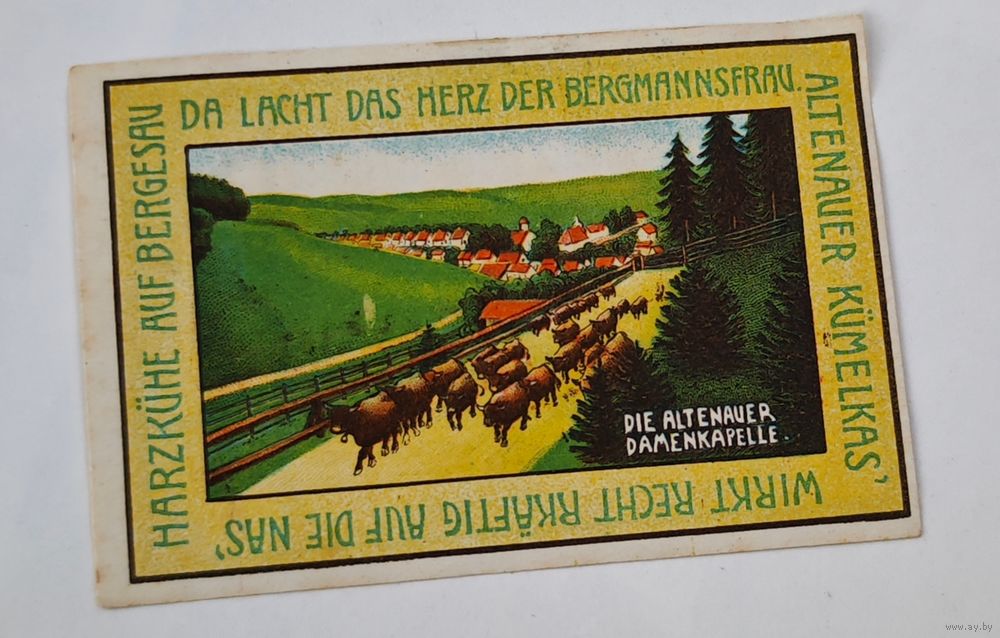 HARZKÜHE AUF BERGESAU
DA LACHT DAS HERZ DER BERGMANNSFRAU.
ALTENAUER KÜMELKAS'
WIRKT RECHT RKÄFTIG AUF DIE NAS'
DIE ALTENAUER
DAMENKAPELLE.
www.ay.by